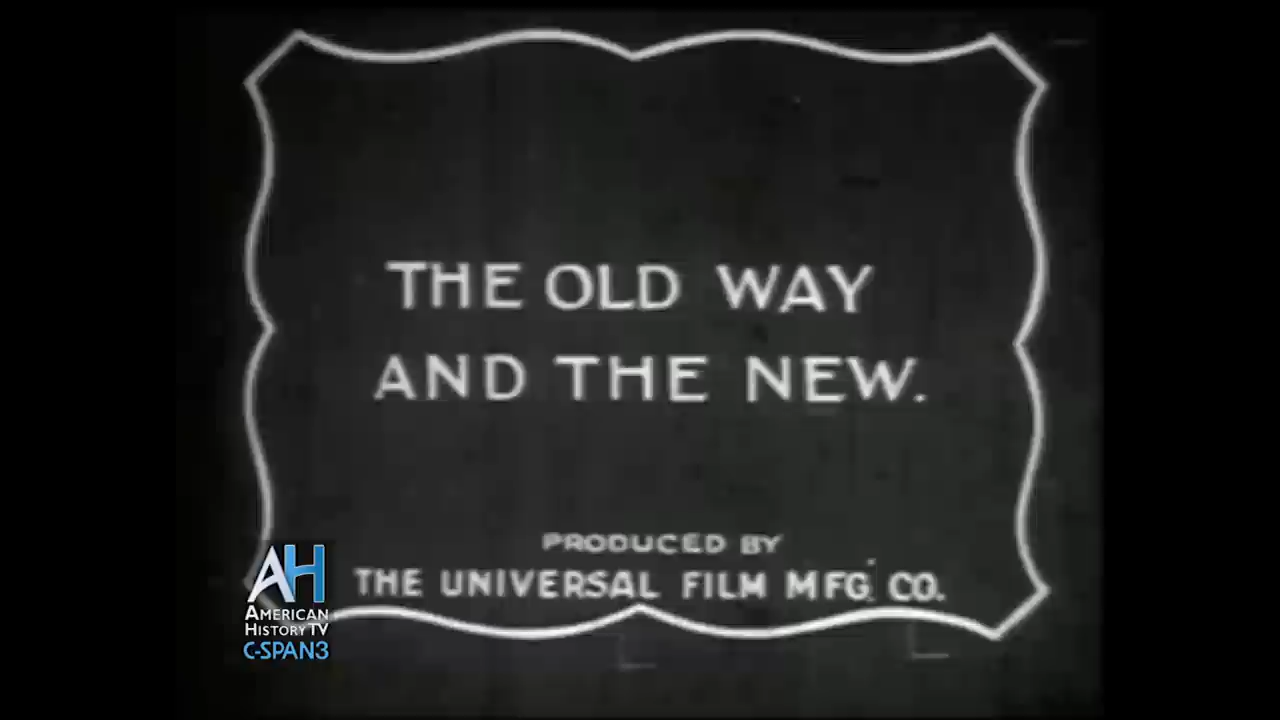 THE OLD WAY
AND THE NEW.
PRODUCED BY
THE UNIVERSAL FILM MFG. CO.
AH
AMERICAN
HISTORY TV
C-SPAN3